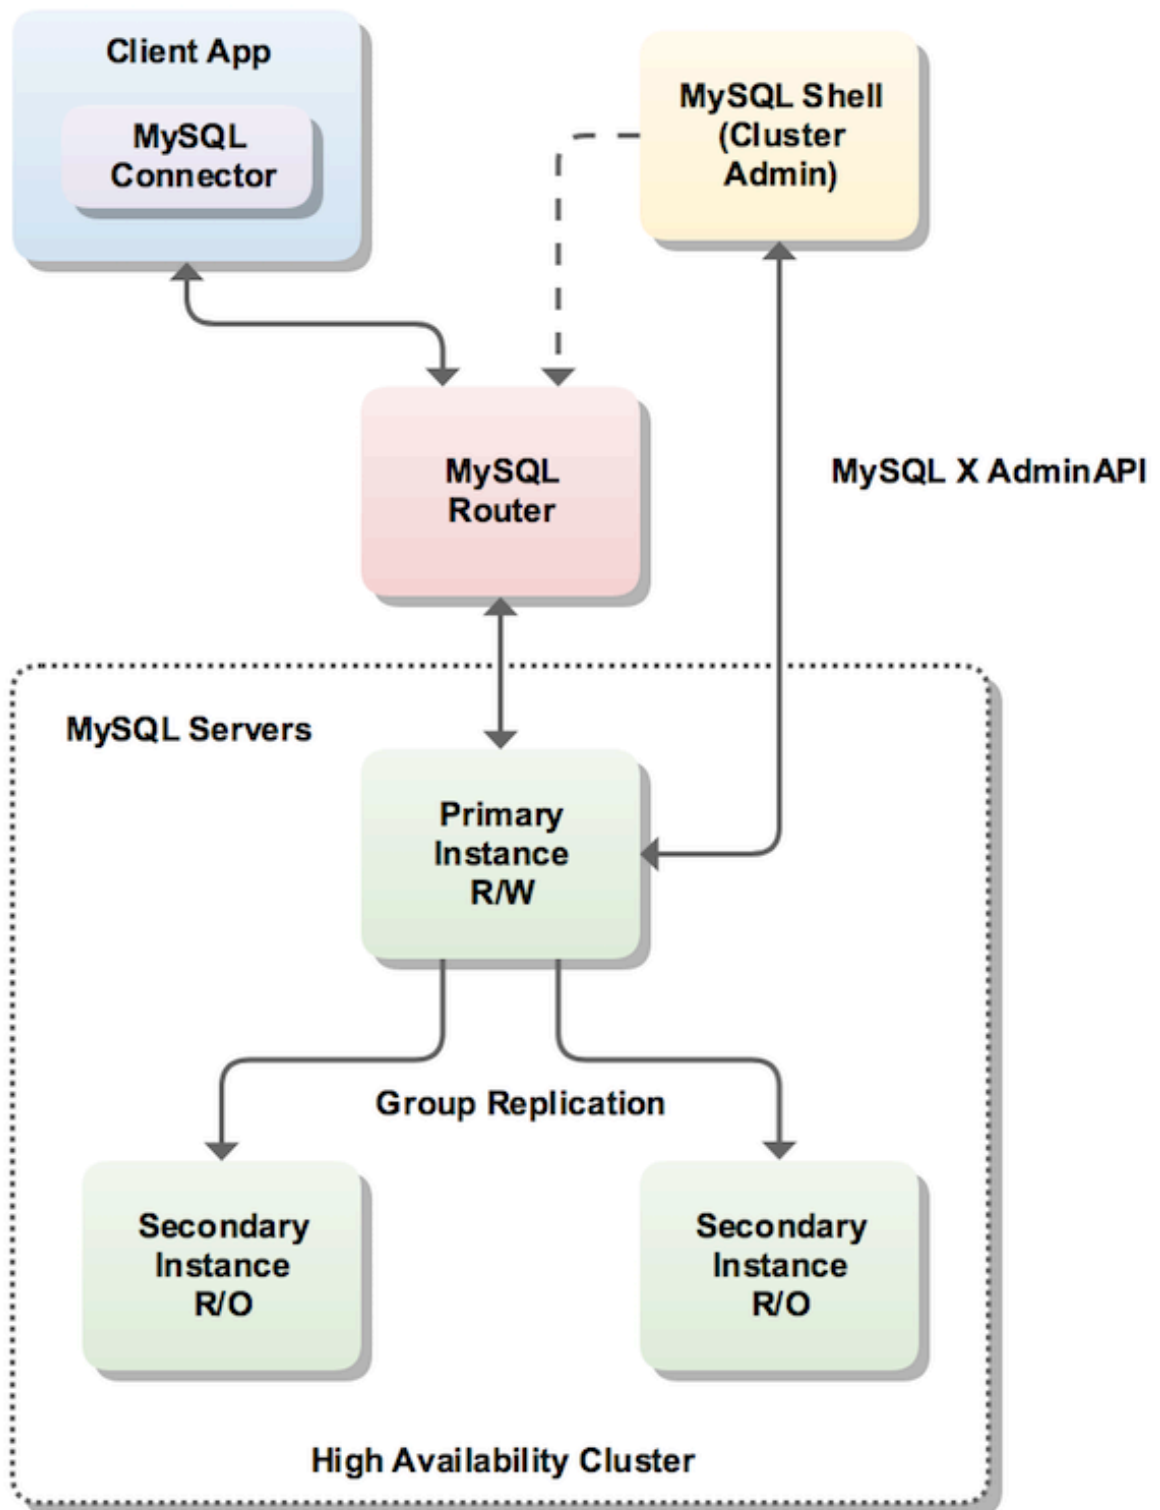 Client App
MySQL
Connector
MySQL Shell
(Cluster
Admin)
MySQL
Router
MySQL X AdminAPI
MySQL Servers
Primary
Instance
R/W
Group Replication
Secondary
Instance
R/O
Secondary
Instance
R/O
High Availability Cluster